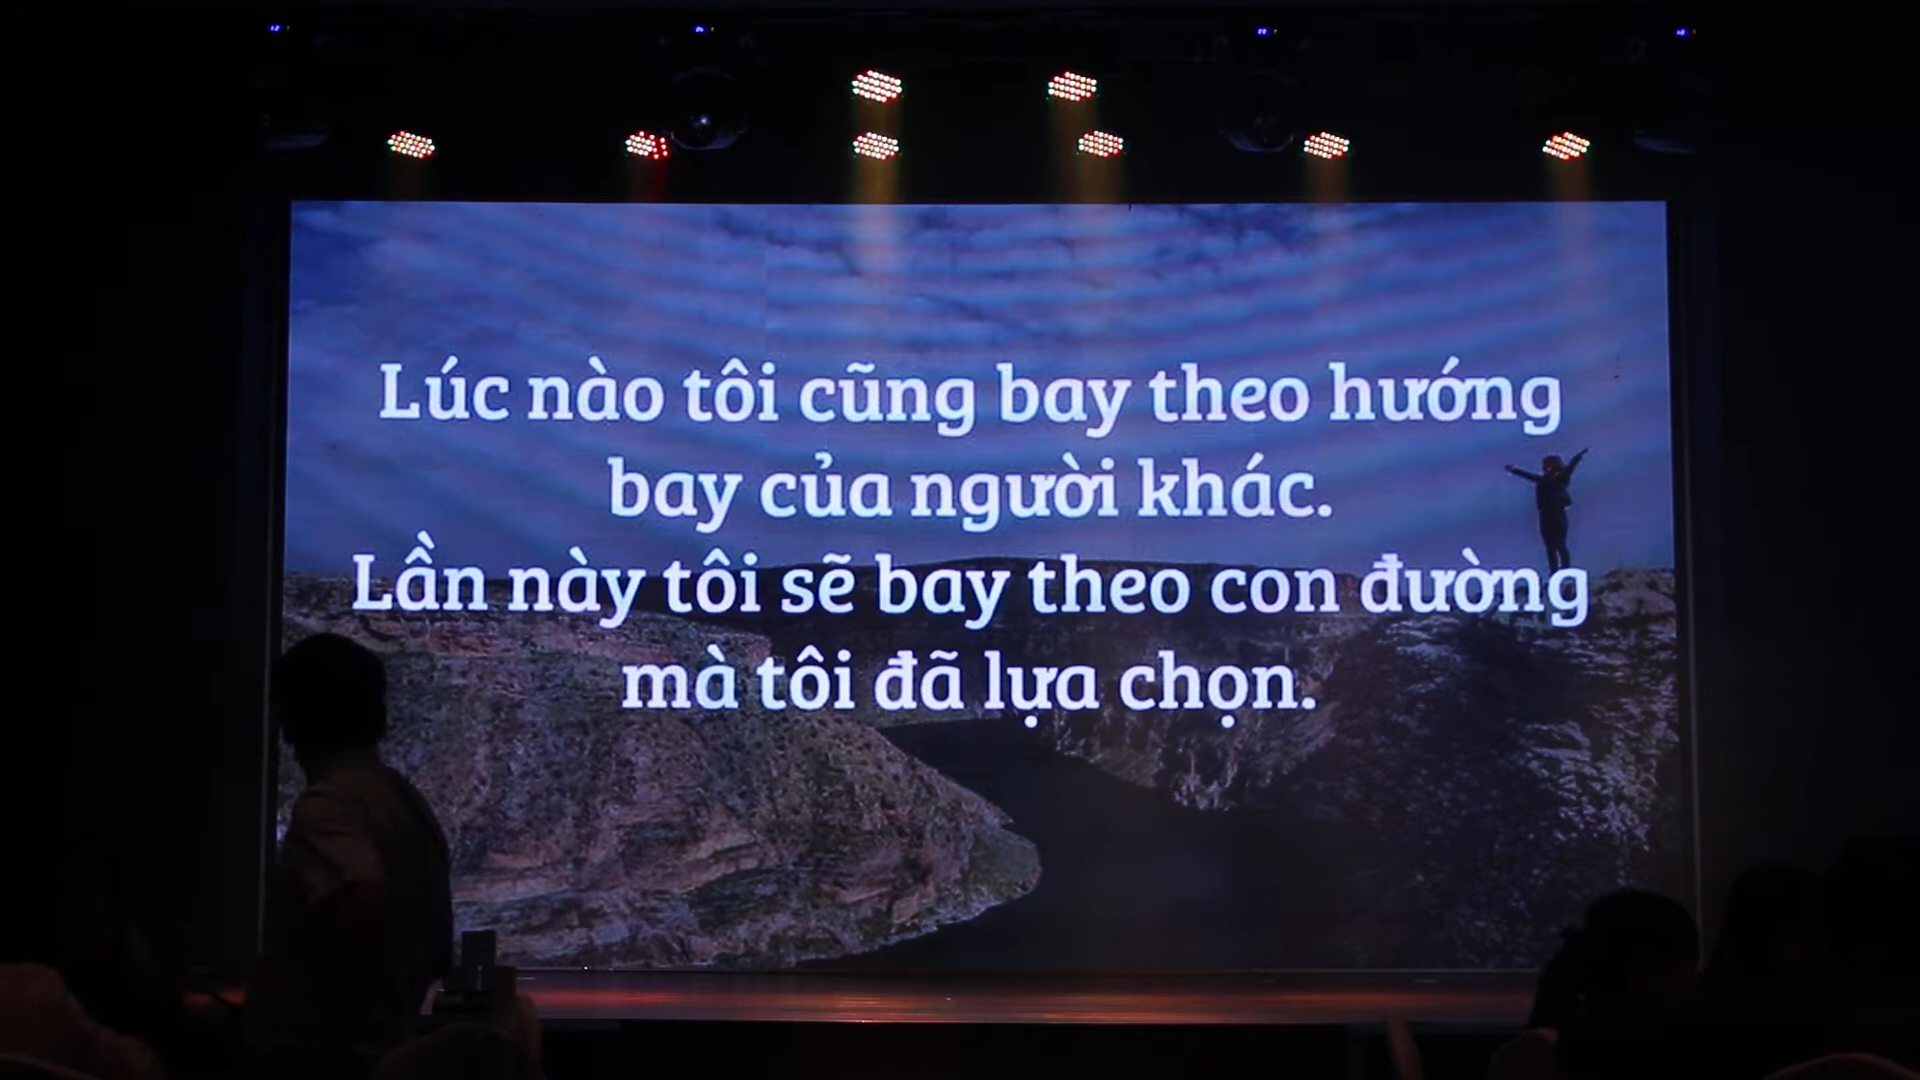 Lúc nào tôi cũng bay theo hướng
bay của người khác.
Lần này tôi sẽ bay theo con đường
mà tôi đã lựa chọn.